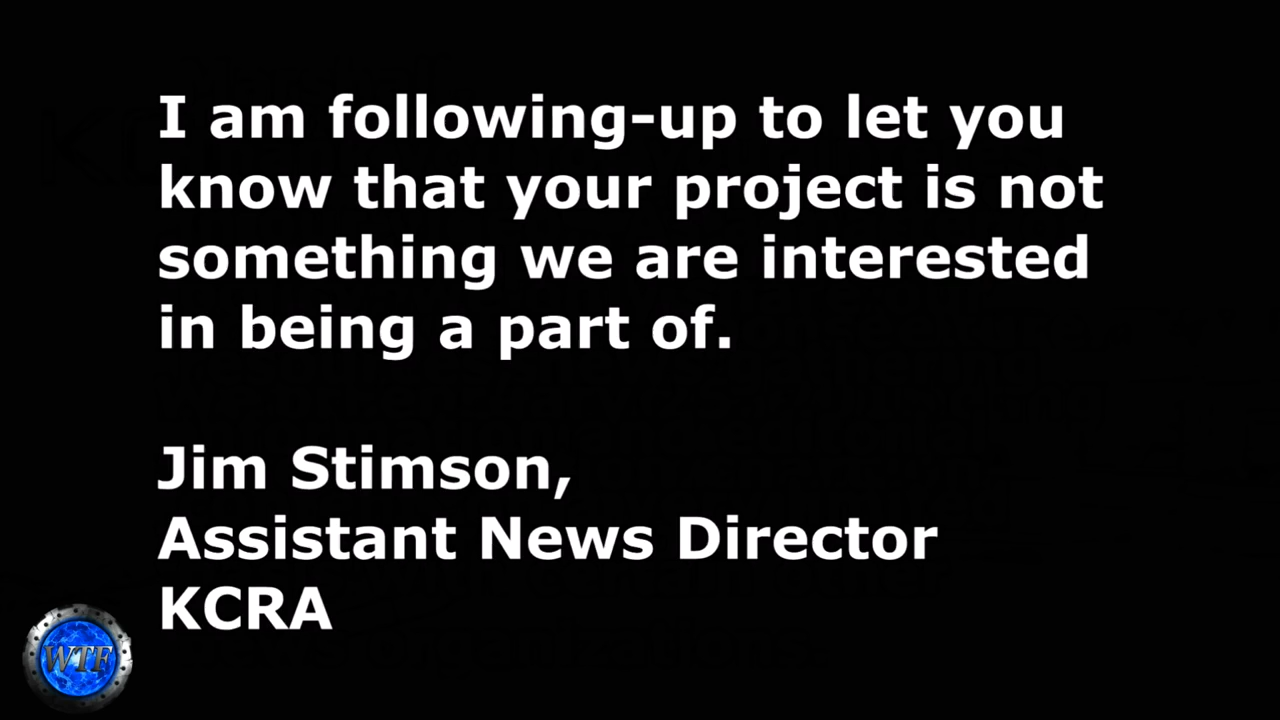 I am following-up to let you
know that your project is not
something we are interested
in being a part of.
Jim Stimson,
Assistant News Director
KCRA
WTF